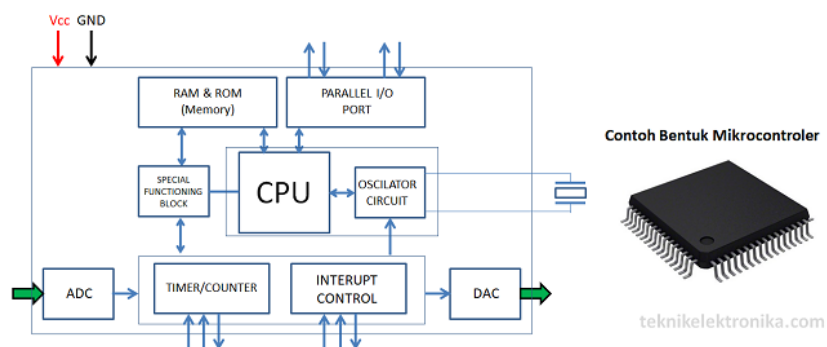 Vcc GND
RAM & ROM
(Memory)
PARALLEL I/O
PORT
Contoh Bentuk Mikrocontroler
SPECIAL
FUNCTIONING
BLOCK
CPU
OSCILATOR
CIRCUIT
ADC
TIMER/COUNTER
INTERUPT
CONTROL
DAC
teknikelektronika.com